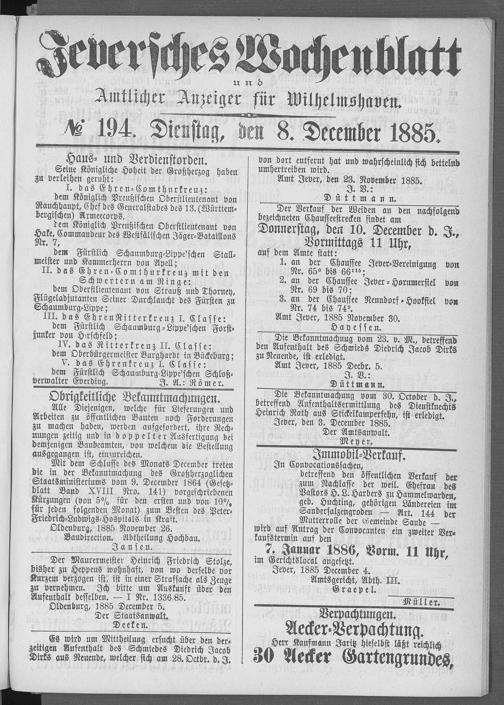 Jeversches Wochenblatt
und
Amtlicher Anzeiger für Wilhelmshaven.
№ 194. Dienstag, den 8. December 1885.
Haus- und Verdienstorden.
Seine Königliche Hoheit der Großherzog haben
zu verleihen geruht:
I. das Ehren-Comthurkreuz:
dem Königlich Preußischen Oberstlieutenant von
Rauchhaupt, Chef des Generalstabes des 13. (Württem-
bergischen) Armeecorps,
dem Königlich Preußischen Oberstlieutenant von
Hake, Commandeur des Westfälischen Jäger-Bataillons
Nr. 7,
dem Fürstlich Schaumburg-Lippe'schen Stall-
meister und Kammerherrn von Apell;
II. das Ehren-Comthurkreuz mit den
Schwertern am Ringe:
dem Oberstlieutenant von Strauß und Thorney,
Flügeladjutanten Seiner Durchlaucht des Fürsten zu
Schaumburg-Lippe;
III. das Ehren Ritterkreuz I. Classe:
dem Fürstlich Schaumburg-Lippe'schen Forst-
junker von Hirschfeld;
IV. das Ritterkreuz II. Classe:
dem Oberbürgermeister Barghardt in Bückeburg;
V. das Ehrenkreuz I. Classe:
dem Fürstlich Schaumburg-Lippe'schen Schloß-
verwalter Everding. J. A.: Römer.
Obrigkeitliche Bekanntmachungen.
Alle Diejenigen, welche für Lieferungen und
Arbeiten zu öffentlichen Bauten noch Forderungen
zu machen haben, werden aufgefordert, ihre Rech-
nungen zeitig und in doppelter Ausfertigung bei
demjenigen Baubeamten, von welchem die Bestellung
ausgegangen ist, einzureichen.
Mit dem Schlusse des Monats December treten
die in der Bekanntmachung des Großherzoglichen
Staatsministeriums vom 9. December 1864 (Gesetz-
blatt Band XVIII Nro. 141) vorgeschriebenen
Kürzungen (von 5%, für den ersten und von 10%
für jeden folgenden Monat) zum Besten des Peter-
Friedrich-Ludwigs-Hospitals in Kraft.
Oldenburg, 1885 November 26.
Baudirection. Abtheilung Hochbau.
Jansen.
Der Maurermeister Heinrich Friedrich Stolze,
bisher zu Heppens wohnhaft, von wo derselbe vor
Kurzem verzogen ist, ist in einer Strafsache als Zeuge
zu vernehmen. Ich bitte um Auskunft über den
Aufenthalt desselben. — I Nr. 1336.85.
Oldenburg, 1885 December 5.
Der Staatsanwalt.
Decken.
Es wird um Mittheilung ersucht über den der-
zeitigen Aufenthalt des Schmiedes Diedrich Jacob
Dirks aus Neuende, welcher sich am 28. Octbr. d. J.
von dort entfernt hat und wahrscheinlich sich bettelnd
umhertreiben wird.
Amt Jever, den 23. November 1885.
J. V.:
Düttmann.
Der Verkauf der Weiden an den nachfolgend
bezeichneten Chausseestrecken findet am
Donnerstag, den 10. December d. J.,
Vormittags 11 Uhr,
auf dem Amte statt:
1. an der Chaussee Jever-Vereinigung von
Nr. 65
2. an der Chaussee Jever-Horumersiel von
Nr. 69 bis 70;
3. an der Chaussee Nenndorf-Hooksiel von
Nr. 74 bis
Amt Jever, 1885 November 30.
Hayessen.
Die Bekanntmachung vom 23. v. M., betreffend
den Aufenthalt des Schmieds Diedrich Jacob Dirks
zu Neuende, ist erledigt.
Amt Jever, 1885 Decbr. 5.
J. V.:
Düttmann.
Die Bekanntmachung vom 30. October d. J.,
betreffend Aufenthaltsermittlung des Dienstknechts
Heinrich Rath aus Stickelkamperfehn, ist erledigt.
Jever, den 3. December 1885.
Der Amtsanwalt.
Meyer.
Immobil-Verkauf.
In Convocationssachen,
betreffend den öffentlichen Verkauf der
zum Nachlasse der weil. Ehefrau des
Pastors H. L. Harders zu Hammelwarden,
geb. Huchting, gehörigen Ländereien im
Sandersalzengroden — Art. 144 der
Mutterrolle der Gemeinde Sande —
wird auf Antrag der Convocanten ein zweiter Ver-
kaufstermin auf den
7. Januar 1886, Vorm. 11 Uhr,
im Gerichtslocal angesetzt.
Jever, 1885 December 4.
Amtsgericht, Abth. III.
Graepel.
Müller.
Verpachtungen.
Aecker-Verpachtung.
Herr Kaufmann Jaritz hieselbst läßt reichlich
30 Aecker Gartengrundes,